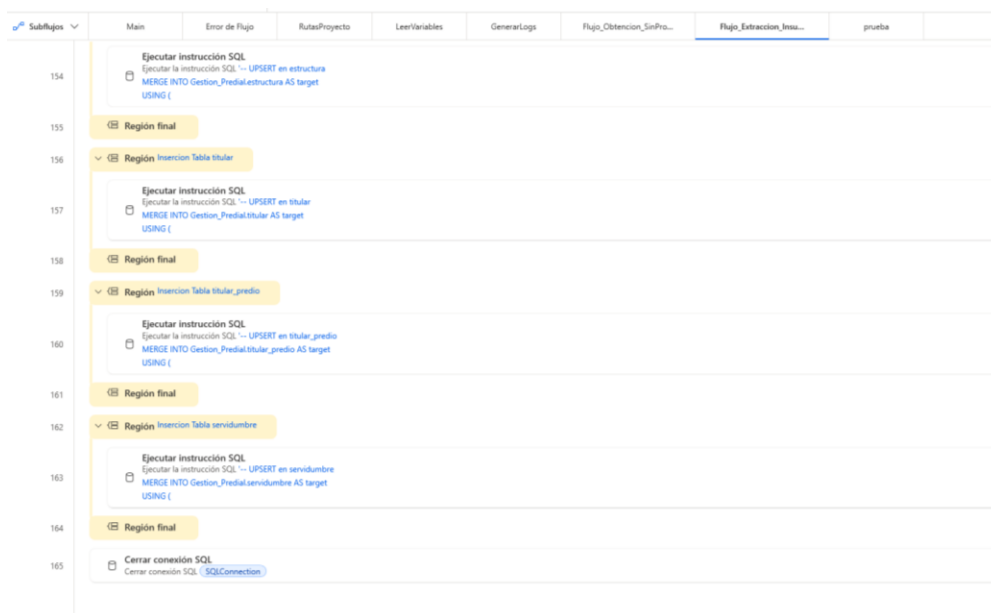 Subflujos Main Error de Flujo RutasProyecto LeerVariables GenerarLogs Flujo_Obtencion_SinPro... Flujo_Extraccion_Insu... prueba
154
Ejecutar instrucción SQL
Ejecutar la instrucción SQL '-- UPSERT en estructura
MERGE INTO Gestion_Predial.estructura AS target
USING (
155 Región final
156 Región Insercion Tabla titular
157
Ejecutar instrucción SQL
Ejecutar la instrucción SQL '-- UPSERT en titular
MERGE INTO Gestion_Predial.titular AS target
USING (
158 Región final
159 Región Insercion Tabla titular_predio
160
Ejecutar instrucción SQL
Ejecutar la instrucción SQL '-- UPSERT en titular_predio
MERGE INTO Gestion_Predial.titular_predio AS target
USING (
161 Región final
162 Región Insercion Tabla servidumbre
163
Ejecutar instrucción SQL
Ejecutar la instrucción SQL '-- UPSERT en servidumbre
MERGE INTO Gestion_Predial.servidumbre AS target
USING (
164 Región final
165
Cerrar conexión SQL
Cerrar conexión SQL SQLConnection